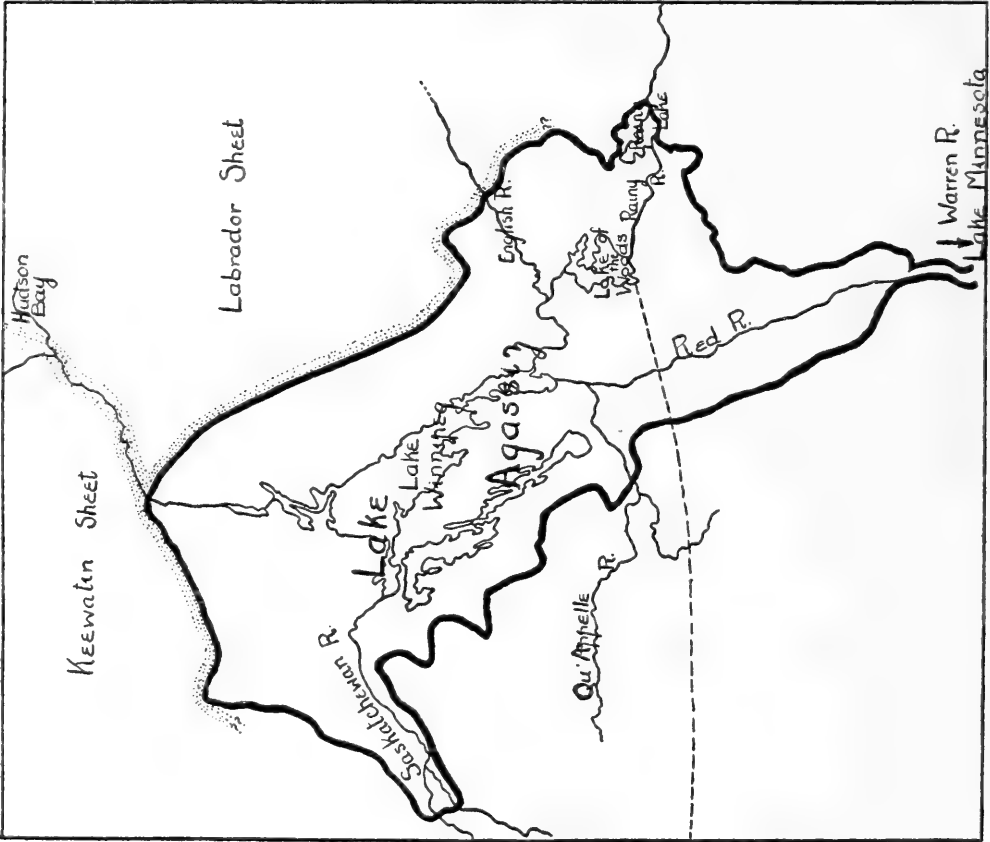 Hudson
Bay
Keewatin Sheet
Labrador Sheet
Saskatchewan R.
Lake
Agassiz
Lake
Winnipeg
English R.
Qu'Appelle R.
Lake of
the
Woods
Rainy R.
Rainy
Lake
Red R.
Warren R.
Lake Minnesota
??
??